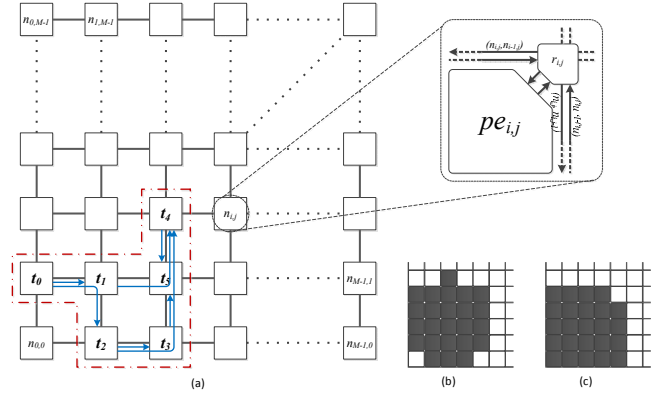 n0,M-1
n1,M-1
(ni,j,ni-1,j)
ri,j
pei,j
t4
ni,j
t0
t1
t5
nM-1,1
n0,0
t2
t3
nM-1,0
(a)
(b)
(c)